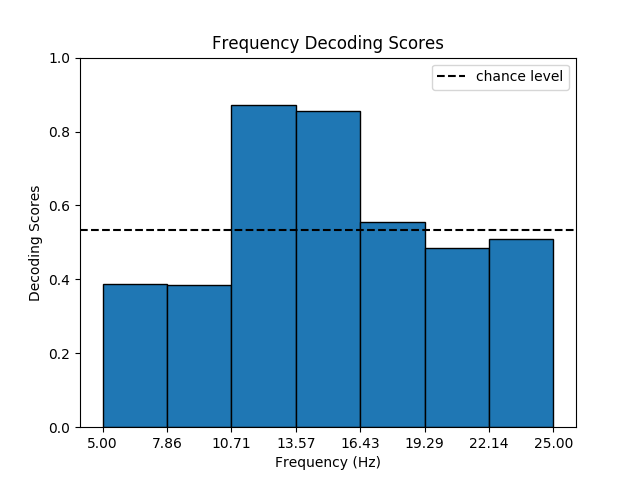 Frequency Decoding Scores
chance level
1.0
0.8
0.6
0.4
0.2
0.0
Decoding Scores
5.00 7.86 10.71 13.57 16.43 19.29 22.14 25.00
Frequency (Hz)